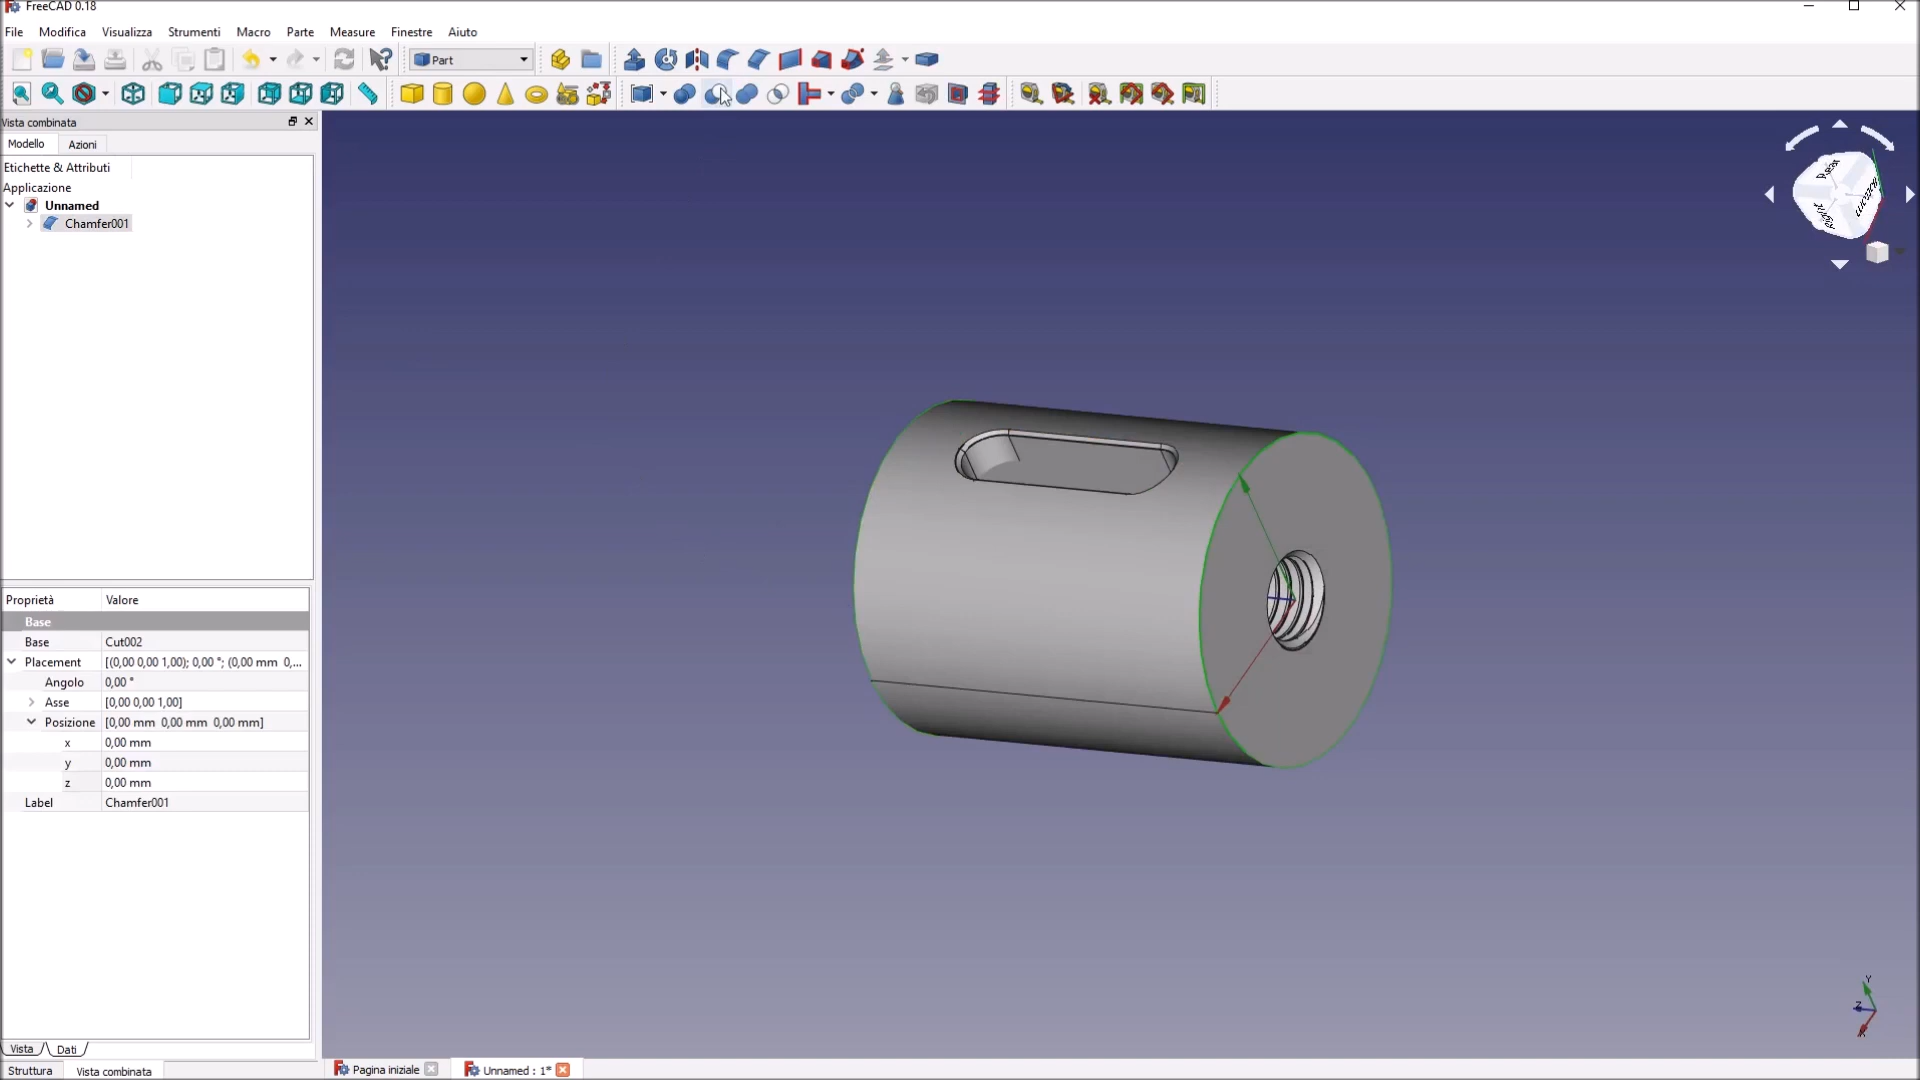 FreeCAD 0.18
File Modifica Visualizza Strumenti Macro Parte Measure Finestre Aiuto
Part
Vista combinata
Modello Azioni
Etichette & Attributi
Applicazione
Unnamed
Chamfer001
Proprietà Valore
Base
Base Cut002
Placement [(0,00 0,00 1,00); 0,00 °; (0,00 mm 0,...
Angolo 0,00 °
Asse [0,00 0,00 1,00]
Posizione [0,00 mm 0,00 mm 0,00 mm]
x 0,00 mm
y 0,00 mm
z 0,00 mm
Label Chamfer001
Vista Dati
Struttura Vista combinata
Pagina iniziale Unnamed : 1*
Rear
Right
Bottom
Y
Z
X